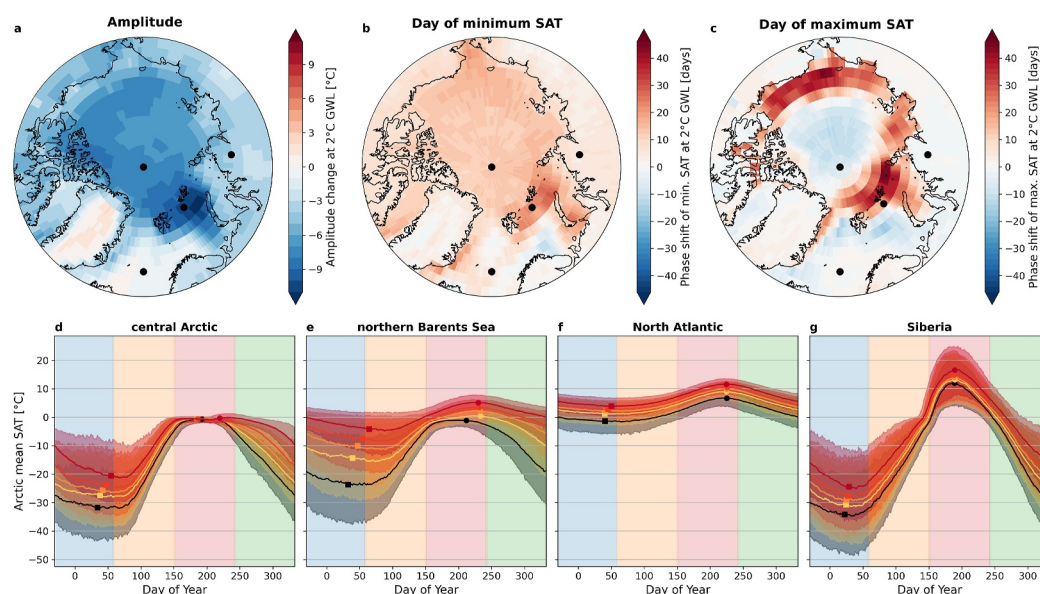 a Amplitude
9
6
3
0
−3
−6
−9
Amplitude change at 2°C GWL [°C]
b Day of minimum SAT
40
30
20
10
0
−10
−20
−30
−40
Phase shift of min. SAT at 2°C GWL [days]
c Day of maximum SAT
40
30
20
10
0
−10
−20
−30
−40
Phase shift of max. SAT at 2°C GWL [days]
d central Arctic
e northern Barents Sea
f North Atlantic
g Siberia
Arctic mean SAT [°C]
20
10
0
−10
−20
−30
−40
−50
0 50 100 150 200 250 300
0 50 100 150 200 250 300
0 50 100 150 200 250 300
0 50 100 150 200 250 300
Day of Year
Day of Year
Day of Year
Day of Year